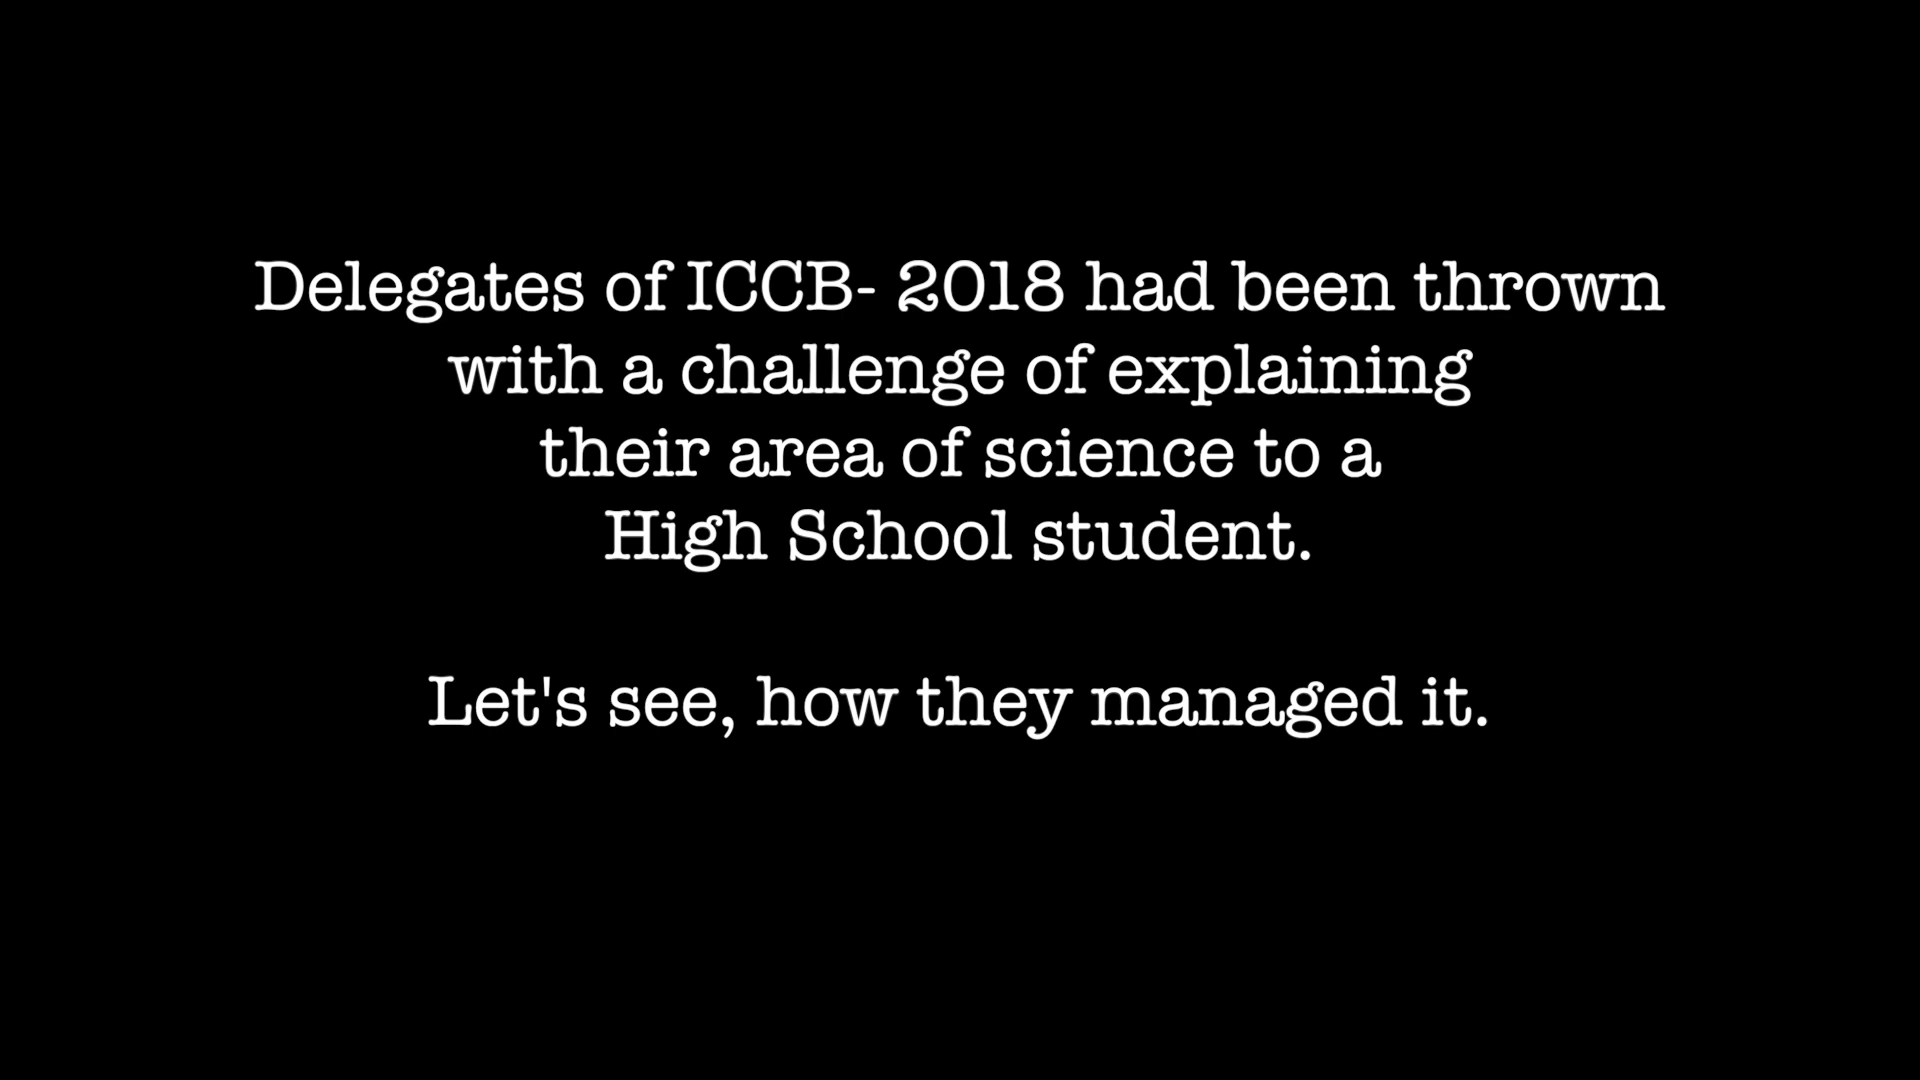 Delegates of ICCB- 2018 had been thrown
with a challenge of explaining
their area of science to a
High School student.
Let's see, how they managed it.